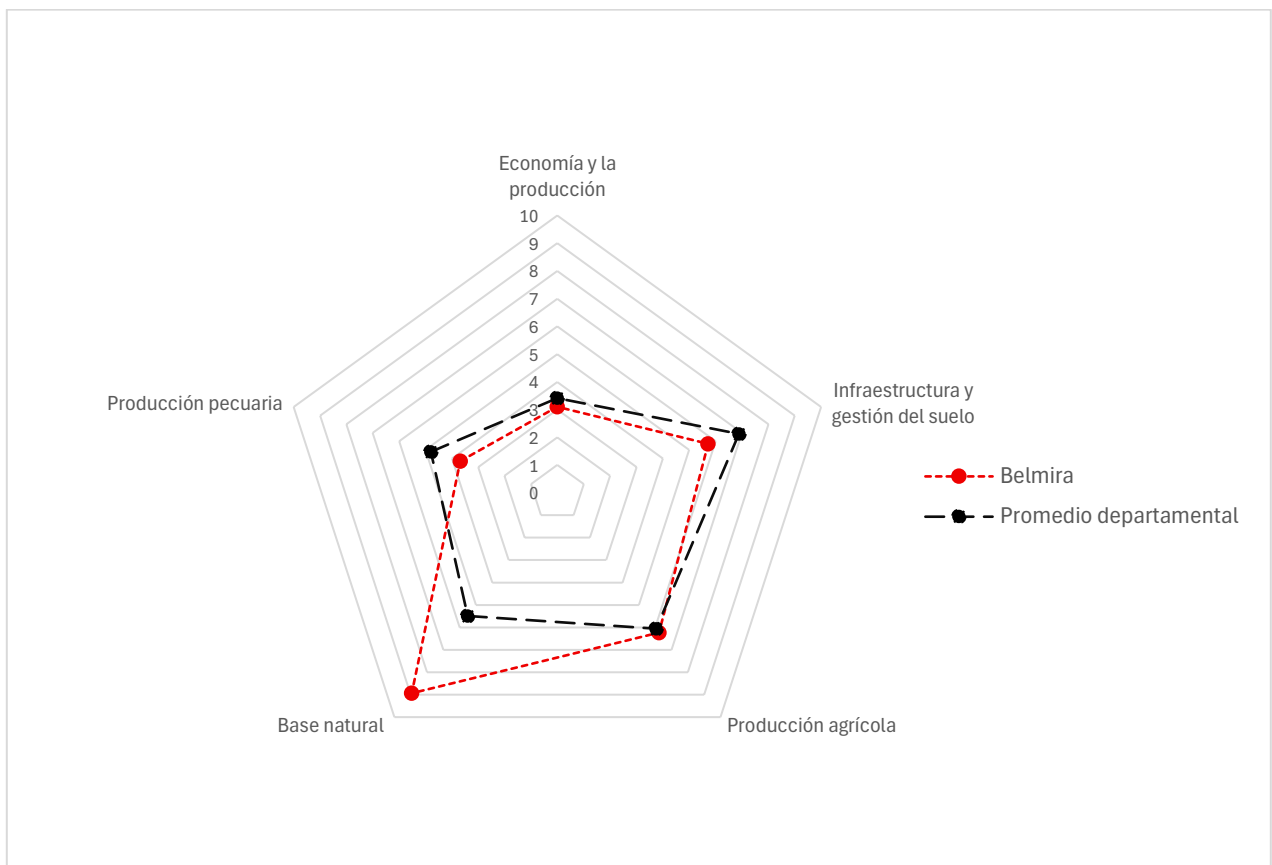 Economía y la
producción
10
9
8
7
6
5
4
3
2
1
0
Infraestructura y
gestión del suelo
Producción agrícola
Base natural
Producción pecuaria
Belmira
Promedio departamental